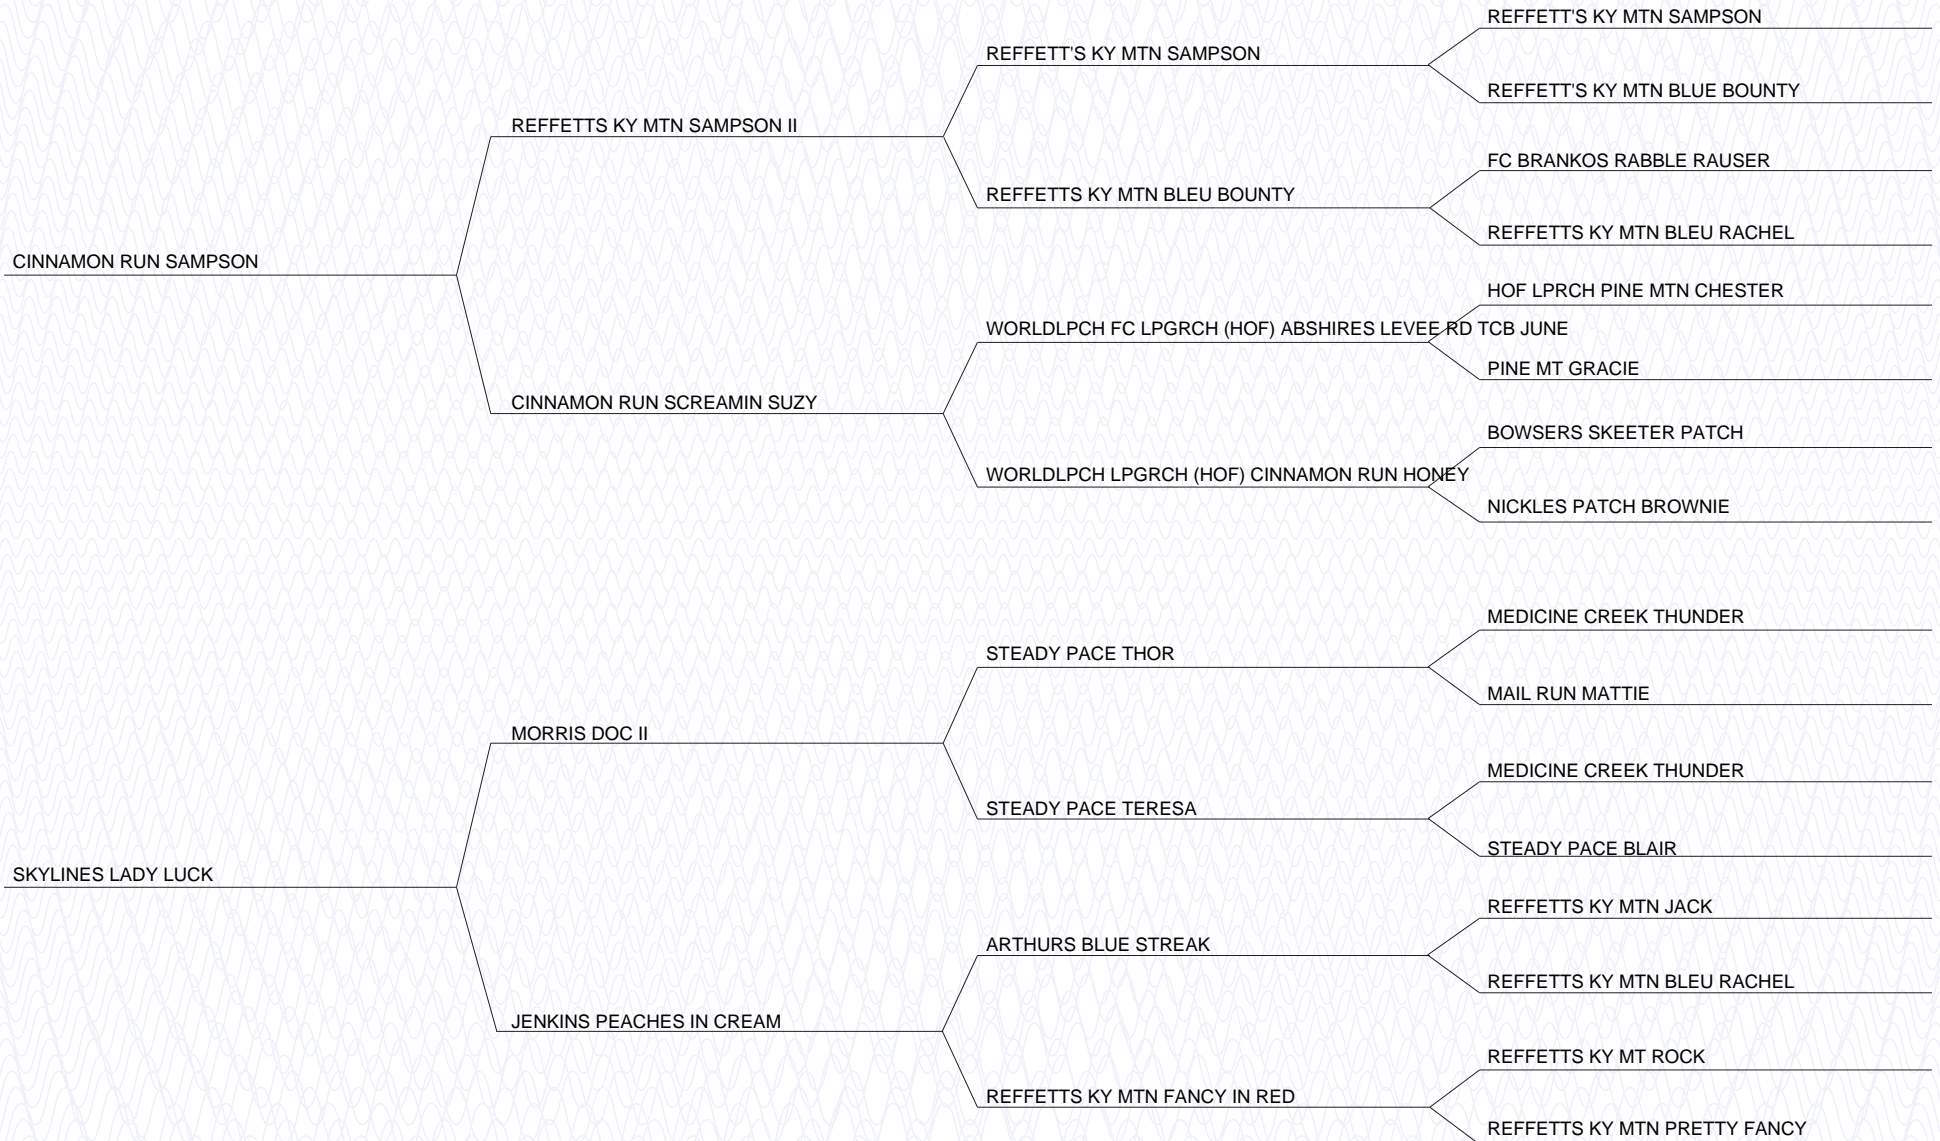 REFFETT'S KY MTN SAMPSON
REFFETT'S KY MTN SAMPSON
REFFETT'S KY MTN BLUE BOUNTY
REFFETTS KY MTN SAMPSON II
FC BRANKOS RABBLE RAUSER
REFFETTS KY MTN BLEU BOUNTY
REFFETTS KY MTN BLEU RACHEL
CINNAMON RUN SAMPSON
HOF LPRCH PINE MTN CHESTER
WORLDLPCH FC LPGRCH (HOF) ABSHIRES LEVEE RD TCB JUNE
PINE MT GRACIE
CINNAMON RUN SCREAMIN SUZY
BOWSERS SKEETER PATCH
WORLDLPCH LPGRCH (HOF) CINNAMON RUN HONEY
NICKLES PATCH BROWNIE
MEDICINE CREEK THUNDER
STEADY PACE THOR
MAIL RUN MATTIE
MORRIS DOC II
MEDICINE CREEK THUNDER
STEADY PACE TERESA
STEADY PACE BLAIR
SKYLINES LADY LUCK
REFFETTS KY MTN JACK
ARTHURS BLUE STREAK
REFFETTS KY MTN BLEU RACHEL
JENKINS PEACHES IN CREAM
REFFETTS KY MT ROCK
REFFETTS KY MTN FANCY IN RED
REFFETTS KY MTN PRETTY FANCY